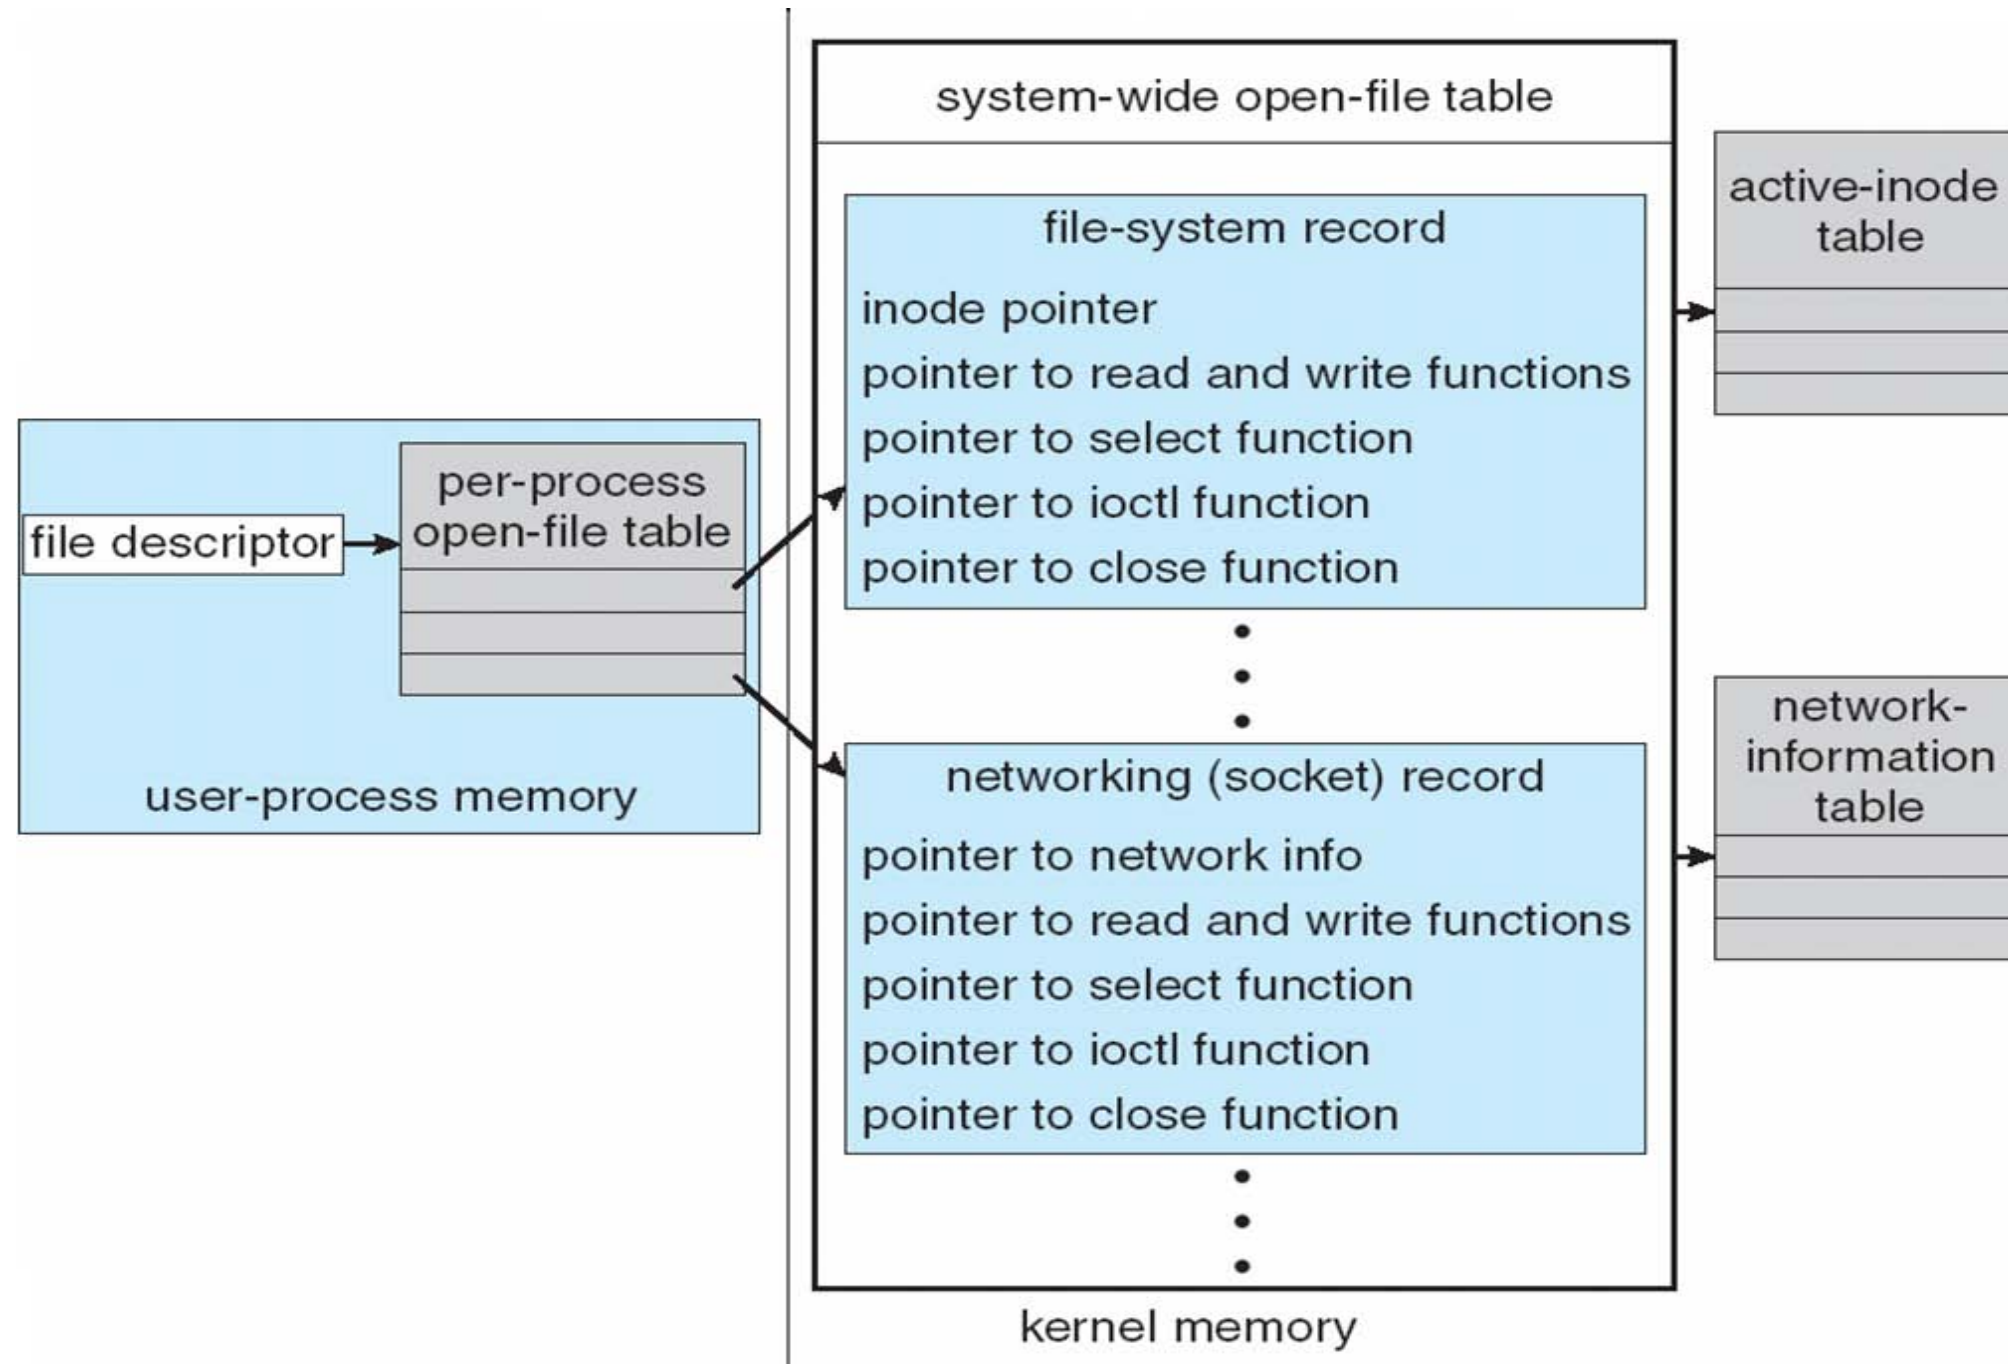 file descriptor
per-process
open-file table
user-process memory
system-wide open-file table
file-system record
inode pointer
pointer to read and write functions
pointer to select function
pointer to ioctl function
pointer to close function
networking (socket) record
pointer to network info
pointer to read and write functions
pointer to select function
pointer to ioctl function
pointer to close function
kernel memory
active-inode
table
network-
information
table